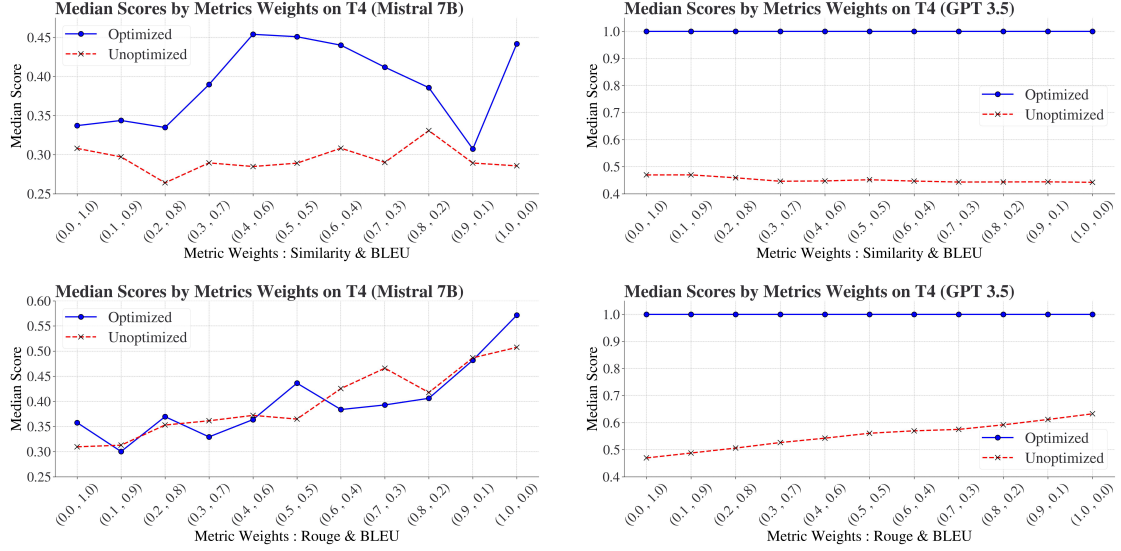 Median Scores by Metrics Weights on T4 (Mistral 7B)
Optimized
Unoptimized
Median Score
0.45
0.40
0.35
0.30
0.25
(0.0 , 1.0)
(0.1 , 0.9)
(0.2 , 0.8)
(0.3 , 0.7)
(0.4 , 0.6)
(0.5 , 0.5)
(0.6 , 0.4)
(0.7 , 0.3)
(0.8 , 0.2)
(0.9 , 0.1)
(1.0 , 0.0)
Metric Weights : Similarity & BLEU
Median Scores by Metrics Weights on T4 (GPT 3.5)
Median Score
1.0
0.9
0.8
0.7
0.6
0.5
0.4
Optimized
Unoptimized
(0.0 , 1.0)
(0.1 , 0.9)
(0.2 , 0.8)
(0.3 , 0.7)
(0.4 , 0.6)
(0.5 , 0.5)
(0.6 , 0.4)
(0.7 , 0.3)
(0.8 , 0.2)
(0.9 , 0.1)
(1.0 , 0.0)
Metric Weights : Similarity & BLEU
Median Scores by Metrics Weights on T4 (Mistral 7B)
Optimized
Unoptimized
Median Score
0.60
0.55
0.50
0.45
0.40
0.35
0.30
0.25
(0.0 , 1.0)
(0.1 , 0.9)
(0.2 , 0.8)
(0.3 , 0.7)
(0.4 , 0.6)
(0.5 , 0.5)
(0.6 , 0.4)
(0.7 , 0.3)
(0.8 , 0.2)
(0.9 , 0.1)
(1.0 , 0.0)
Metric Weights : Rouge & BLEU
Median Scores by Metrics Weights on T4 (GPT 3.5)
Median Score
1.0
0.9
0.8
0.7
0.6
0.5
0.4
Optimized
Unoptimized
(0.0 , 1.0)
(0.1 , 0.9)
(0.2 , 0.8)
(0.3 , 0.7)
(0.4 , 0.6)
(0.5 , 0.5)
(0.6 , 0.4)
(0.7 , 0.3)
(0.8 , 0.2)
(0.9 , 0.1)
(1.0 , 0.0)
Metric Weights : Rouge & BLEU